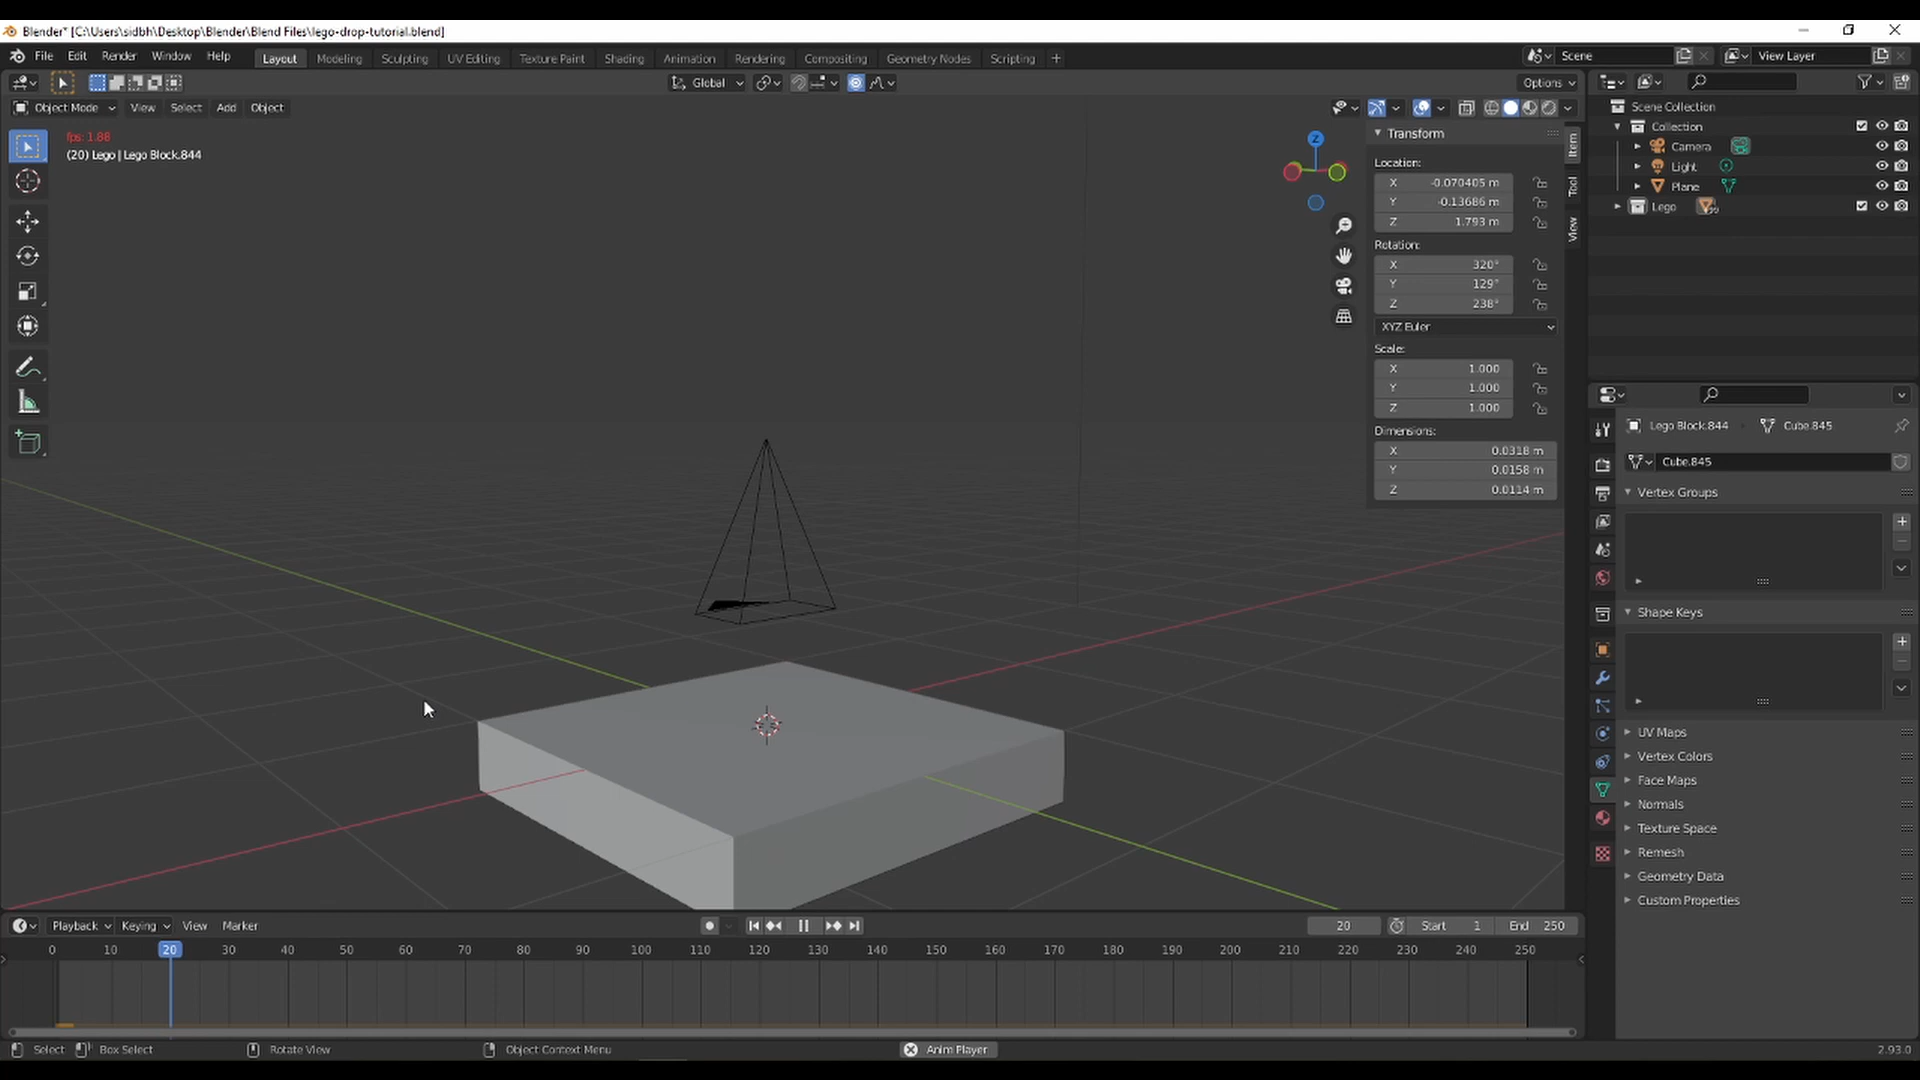 Blender* [C:\Users\sidbh\Desktop\Blender\Blend Files\lego-drop-tutorial.blend]
File Edit Render Window Help
Layout Modeling Sculpting UV Editing Texture Paint Shading Animation Rendering Compositing Geometry Nodes Scripting +
Scene
View Layer
Global
Options
Object Mode View Select Add Object
fps: 1.88
(20) Lego | Lego Block.844
Z
Transform
Location:
X -0.070405 m
Y -0.13686 m
Z 1.793 m
Rotation:
X 320°
Y 129°
Z 238°
XYZ Euler
Scale:
X 1.000
Y 1.000
Z 1.000
Dimensions:
X 0.0318 m
Y 0.0158 m
Z 0.0114 m
Item
Tool
View
Scene Collection
Collection
Camera
Light
Plane
Lego
Lego Block.844 Cube.845
Cube.845
Vertex Groups
Shape Keys
UV Maps
Vertex Colors
Face Maps
Normals
Texture Space
Remesh
Geometry Data
Custom Properties
Playback Keying View Marker
20 Start 1 End 250
0 10 20 30 40 50 60 70 80 90 100 110 120 130 140 150 160 170 180 190 200 210 220 230 240 250
Select Box Select Rotate View Object Context Menu Anim Player 2.93.0